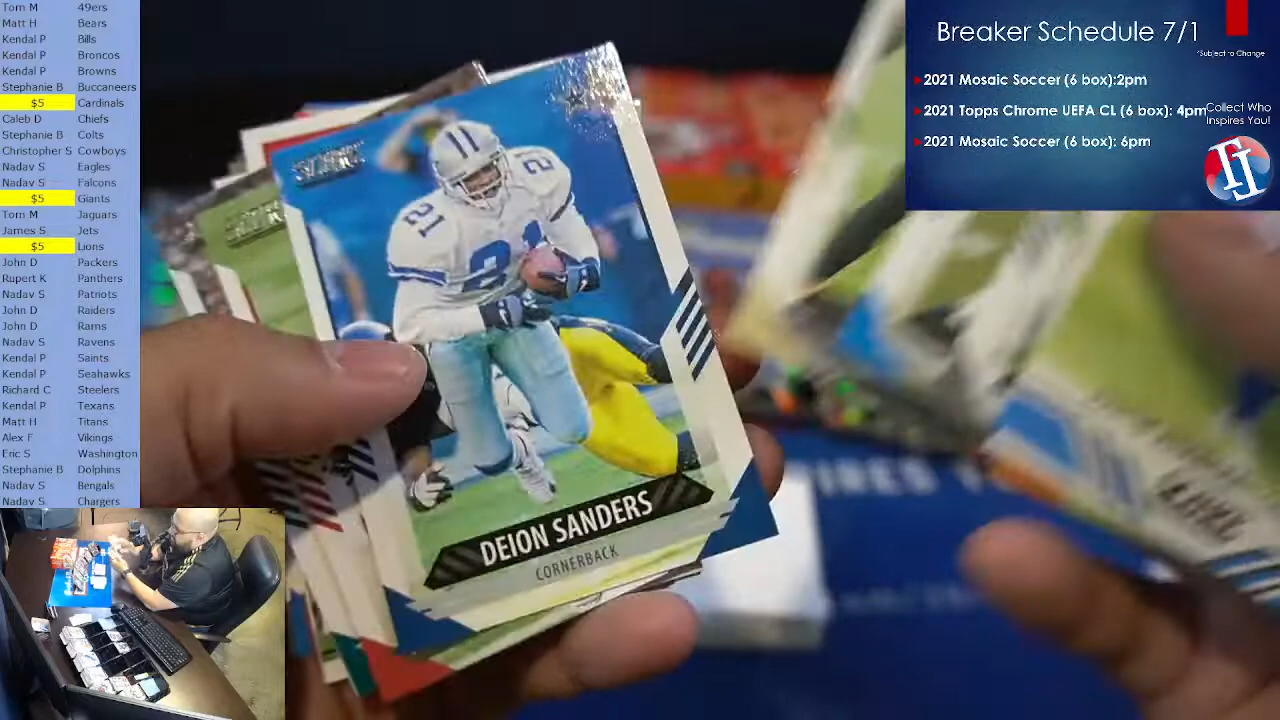 Tom M 49ers
Matt H Bears
Kendal P Bills
Kendal P Broncos
Kendal P Browns
Stephanie B Buccaneers
$5 Cardinals
Caleb D Chiefs
Stephanie B Colts
Christopher S Cowboys
Nadav S Eagles
Nadav S Falcons
$5 Giants
Tom M Jaguars
James S Jets
$5 Lions
John D Packers
Rupert K Panthers
Nadav S Patriots
John D Raiders
John D Rams
Nadav S Ravens
Kendal P Saints
Kendal P Seahawks
Richard C Steelers
Kendal P Texans
Matt H Titans
Alex F Vikings
Eric S Washington
Stephanie B Dolphins
Nadav S Bengals
Nadav S. Chargers
Breaker Schedule 7/1
*Subject to Change
2021 Mosaic Soccer (6 box):2pm
2021 Topps Chrome UEFA CL (6 box): 4pm
2021 Mosaic Soccer (6 box): 6pm
Collect Who
Inspires You!
SCORE
21
21
2
DEION SANDERS
CORNERBACK